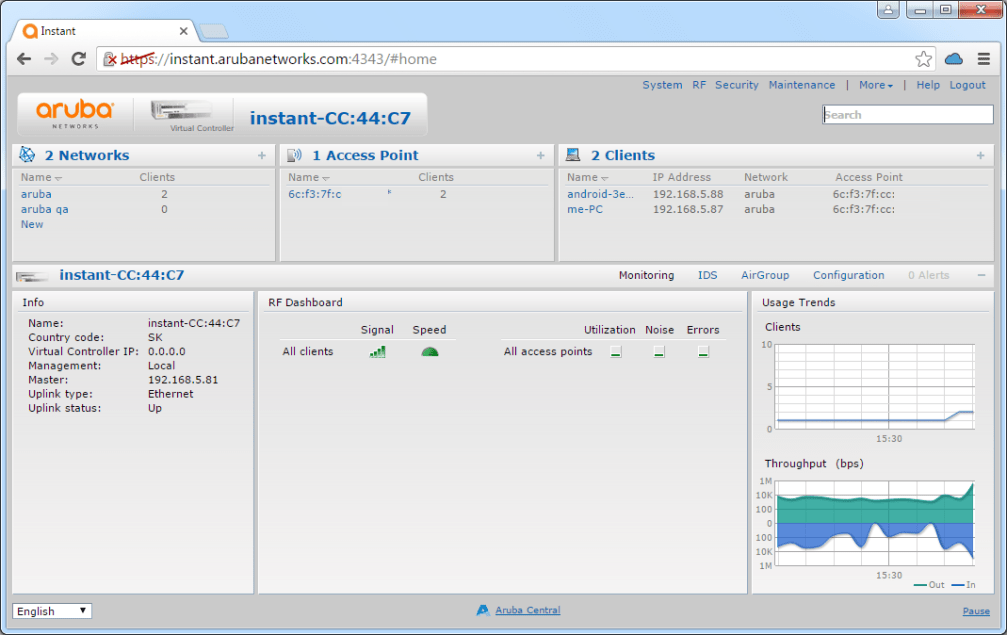 Instant
https://instant.arubanetworks.com:4343/#home
System RF Security Maintenance | More | Help Logout
aruba
NETWORKS
Virtual Controller
instant-CC:44:C7
Search
2 Networks +
Name Clients
aruba 2
aruba qa 0
New
1 Access Point +
Name Clients
6c:f3:7f:c 2
2 Clients +
Name IP Address Network Access Point
android-3e... 192.168.5.88 aruba 6c:f3:7f:cc:
me-PC 192.168.5.87 aruba 6c:f3:7f:cc:
instant-CC:44:C7 Monitoring IDS AirGroup Configuration 0 Alerts
Info
Name: instant-CC:44:C7
Country code: SK
Virtual Controller IP: 0.0.0.0
Management: Local
Master: 192.168.5.81
Uplink type: Ethernet
Uplink status: Up
RF Dashboard
Signal Speed
All clients
Utilization Noise Errors
All access points
Usage Trends
Clients
10
5
0
15:30
Throughput (bps)
1M
10K
100
0
100
10K
1M
15:30
Out In
English
Aruba Central
Pause